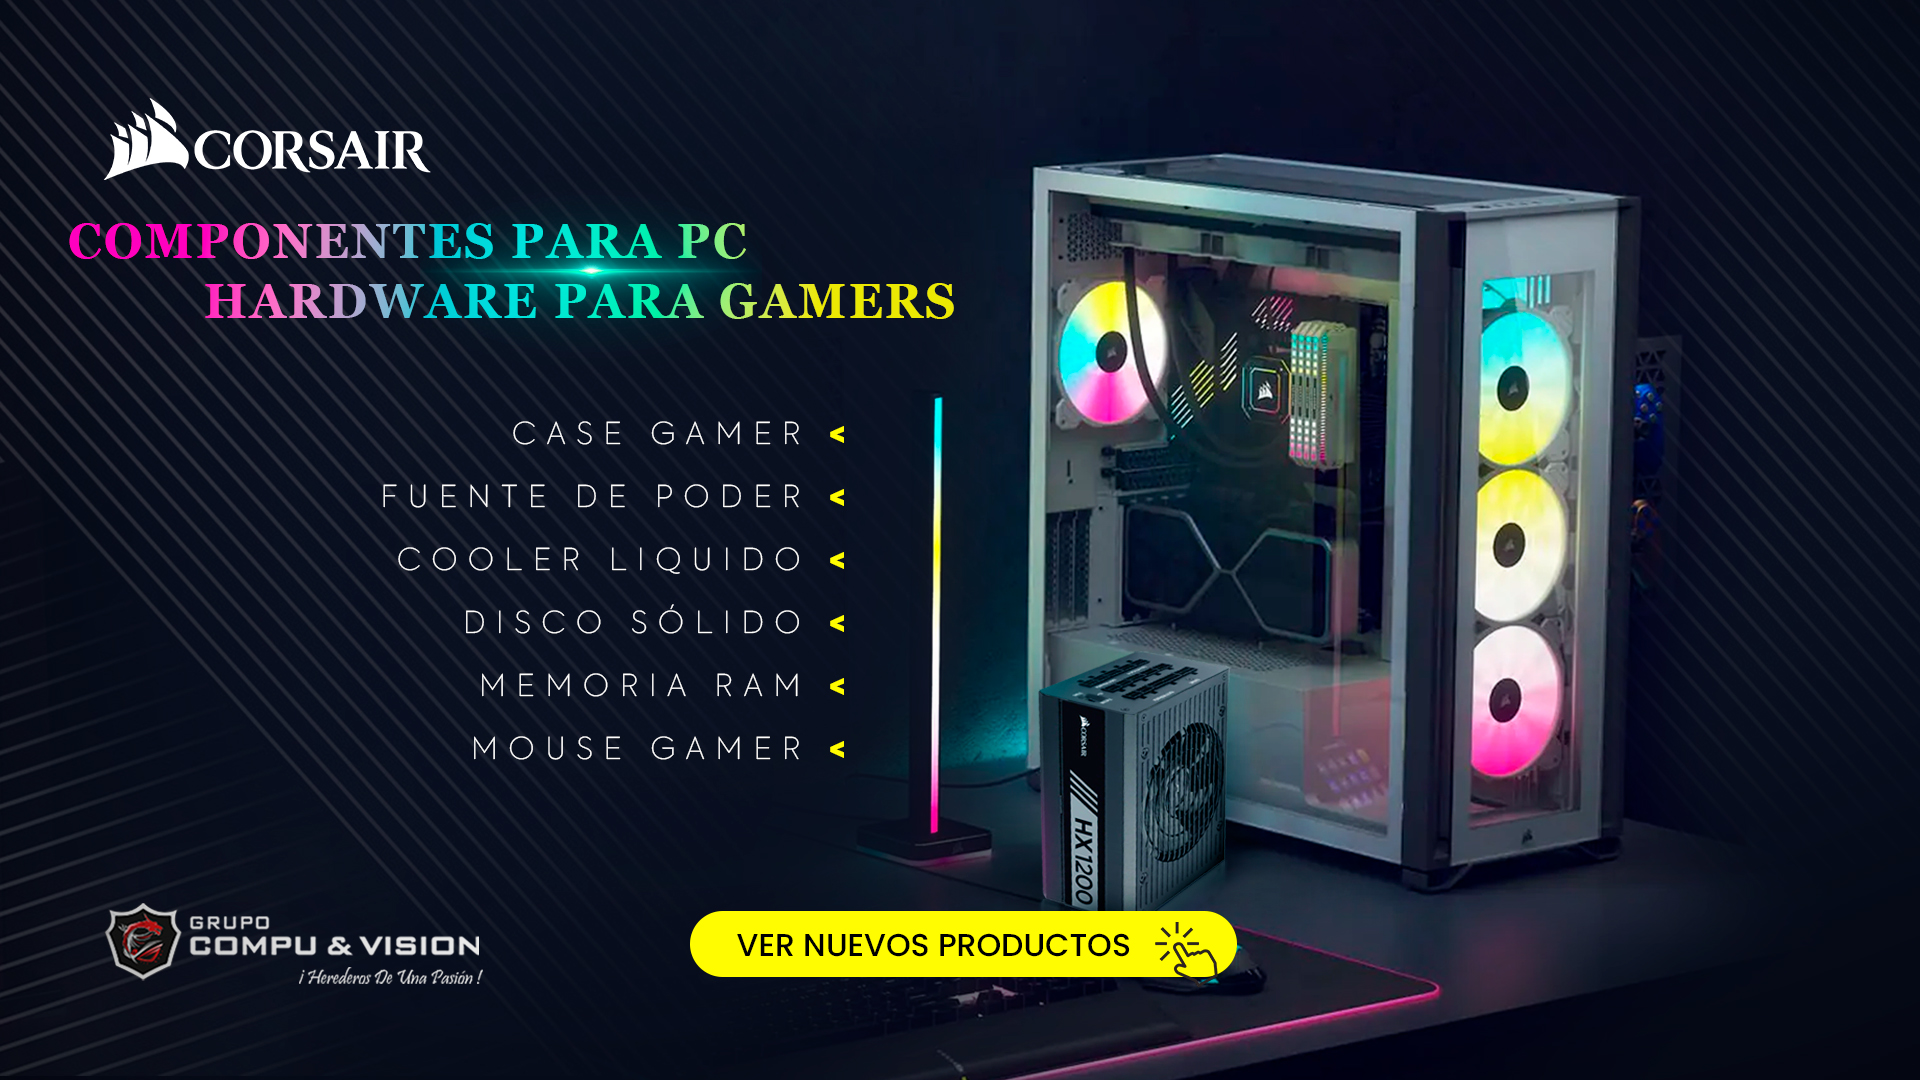 CORSAIR
COMPONENTES PARA PC
HARDWARE PARA GAMERS
CASE GAMER <
FUENTE DE PODER <
COOLER LIQUIDO <
DISCO SÓLIDO <
MEMORIA RAM <
MOUSE GAMER <
CORSAIR
HX1200
GRUPO
COMPU & VISION
¡ Herederos De Una Pasión !
VER NUEVOS PRODUCTOS